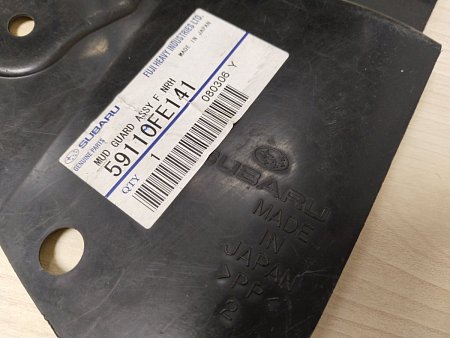 SUBARU
GENUINE PARTS
FUJI HEAVY INDUSTRIES LTD.
MADE IN JAPAN
MUD GUARD ASSY F NRH
59110FE141
080306 Y
QTY 1
SUBARU
MADE
IN
JAPAN
>PP<
2